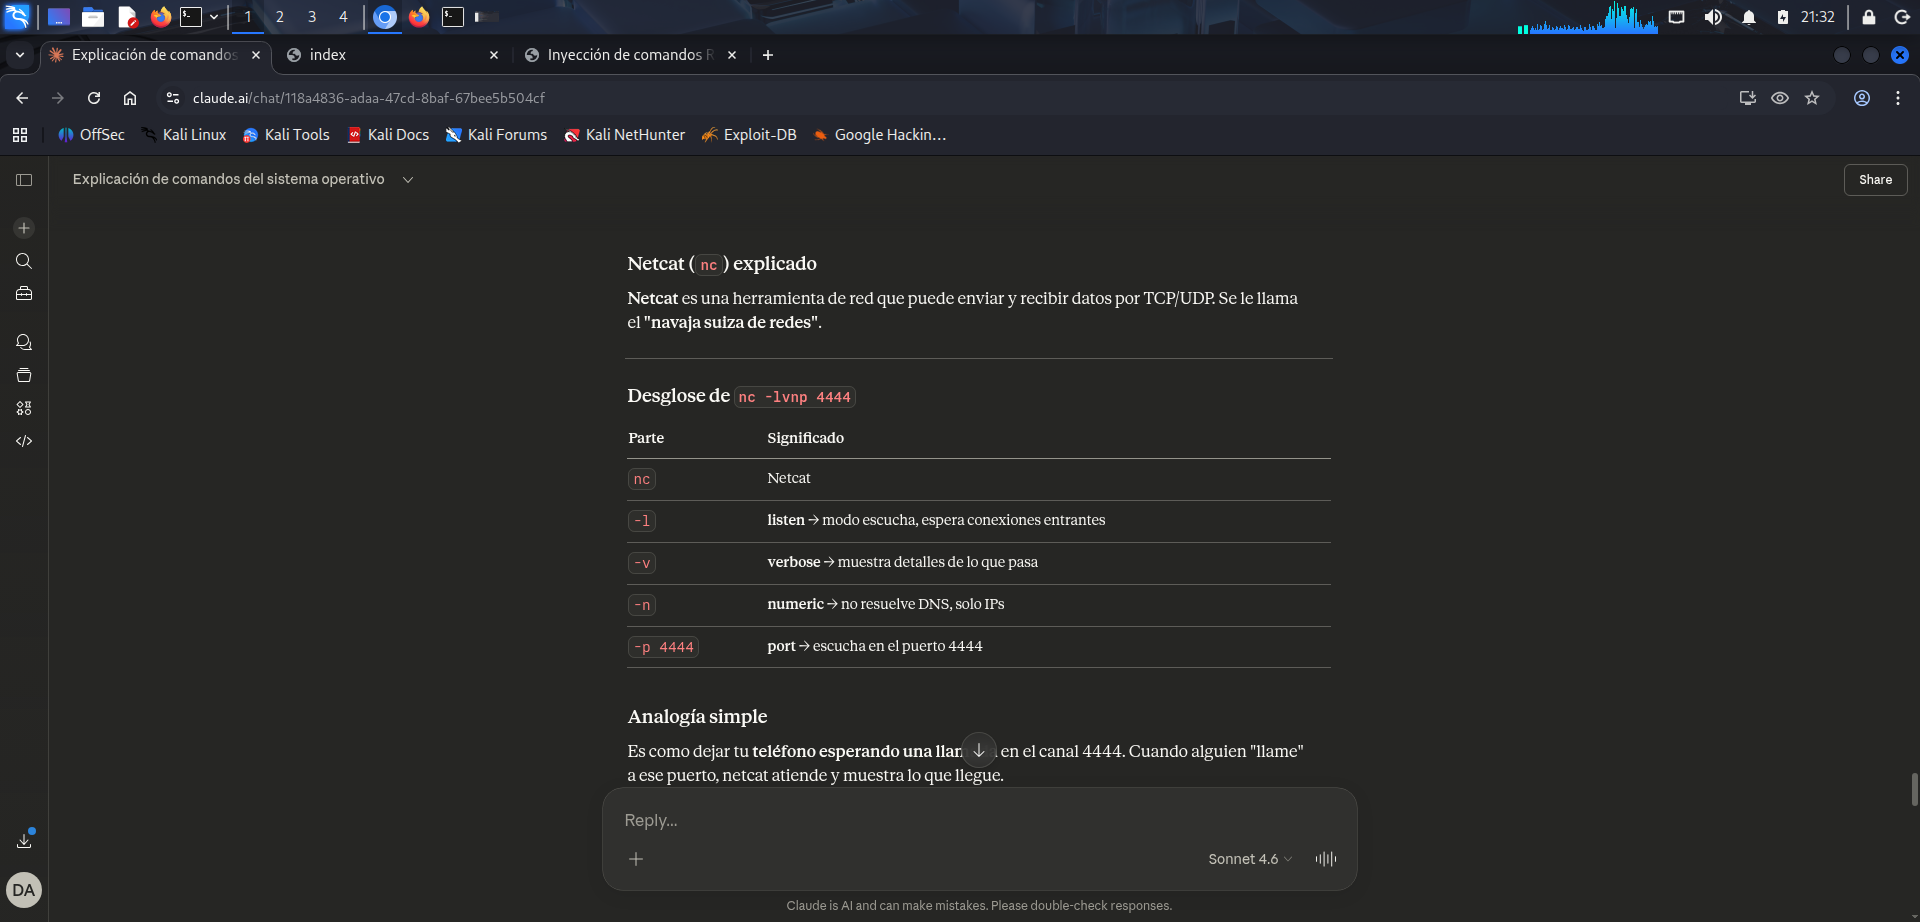 1 2 3 4
21:32
Explicación de comandos
index
Inyección de comandos R
claude.ai/chat/118a4836-adaa-47cd-8baf-67bee5b504cf
OffSec Kali Linux Kali Tools Kali Docs Kali Forums Kali NetHunter Exploit-DB Google Hackin...
Explicación de comandos del sistema operativo
Share
Netcat (nc) explicado
Netcat es una herramienta de red que puede enviar y recibir datos por TCP/UDP. Se le llama
el "navaja suiza de redes".
Desglose de nc -lvnp 4444
Parte Significado
nc Netcat
-l listen → modo escucha, espera conexiones entrantes
-v verbose → muestra detalles de lo que pasa
-n numeric → no resuelve DNS, solo IPs
-p 4444 port → escucha en el puerto 4444
Analogía simple
Es como dejar tu teléfono esperando una llam en el canal 4444. Cuando alguien "llame"
a ese puerto, netcat atiende y muestra lo que llegue.
Reply...
Sonnet 4.6
DA
Claude is AI and can make mistakes. Please double-check responses.